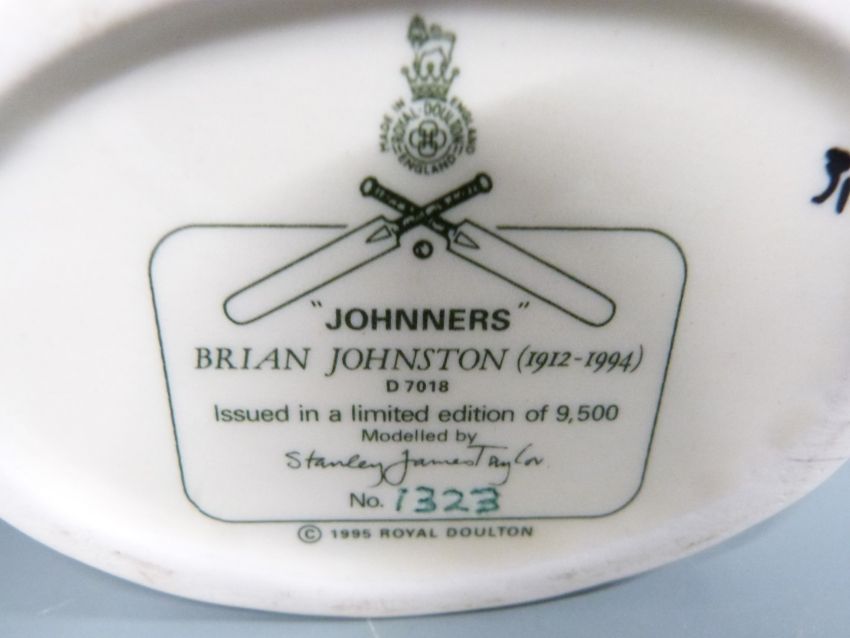 MADE IN ENGLAND
ROYAL DOULTON
ENGLAND
"JOHNNERS"
BRIAN JOHNSTON (1912-1994)
D 7018
Issued in a limited edition of 9,500
Modelled by
Stanley James Taylor.
No. 1323
© 1995 ROYAL DOULTON